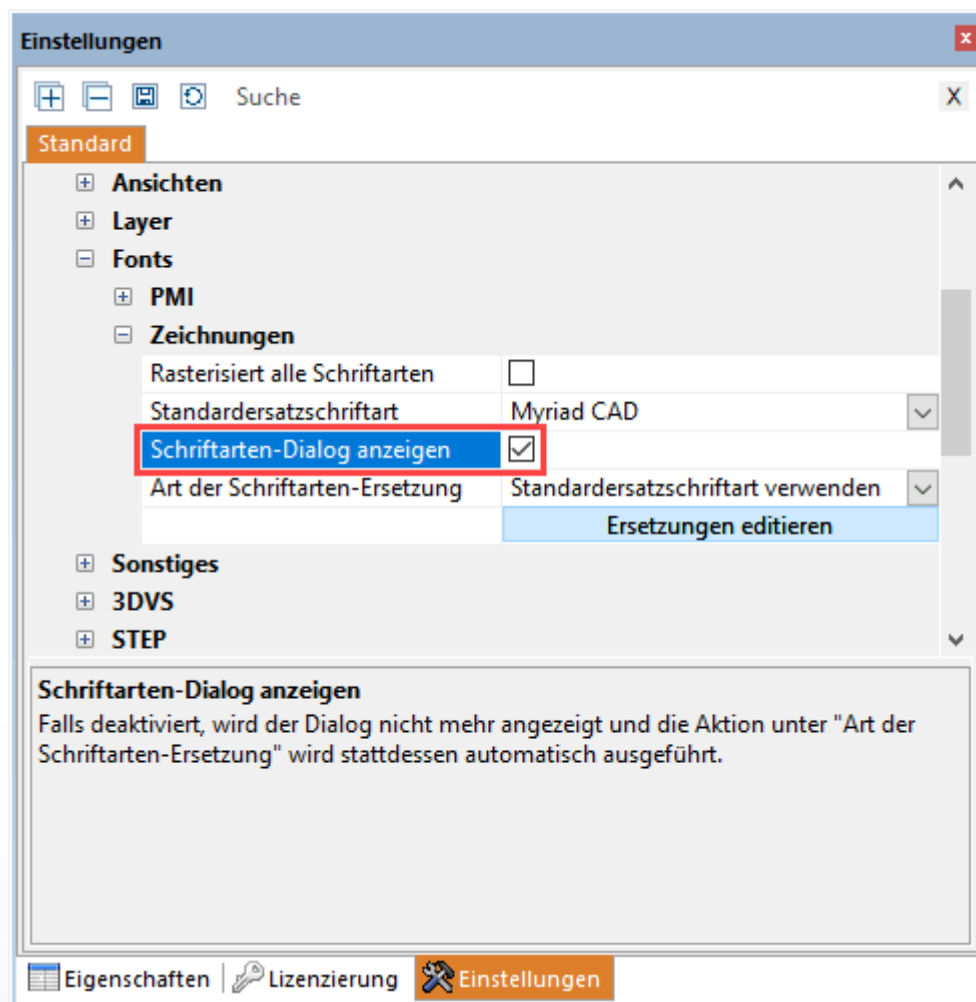 Einstellungen
x
Suche
X
Standard
Ansichten
Layer
Fonts
PMI
Zeichnungen
Rasterisiert alle Schriftarten
Standardersatzschriftart Myriad CAD
Schriftarten-Dialog anzeigen
Art der Schriftarten-Ersetzung Standardersatzschriftart verwenden
Ersetzungen editieren
Sonstiges
3DVS
STEP
Schriftarten-Dialog anzeigen
Falls deaktiviert, wird der Dialog nicht mehr angezeigt und die Aktion unter "Art der
Schriftarten-Ersetzung" wird stattdessen automatisch ausgeführt.
Eigenschaften Lizenzierung Einstellungen